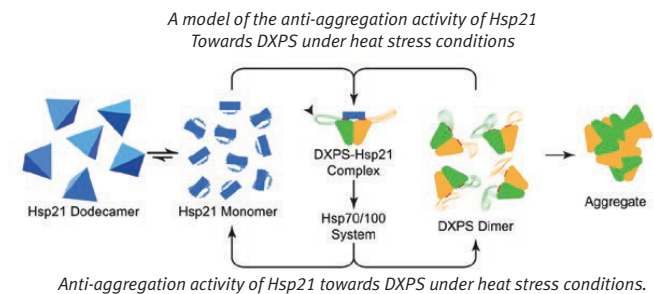 A model of the anti-aggregation activity of Hsp21
Towards DXPS under heat stress conditions
DXPS-Hsp21
Complex
Hsp21 Dodecamer
Hsp21 Monomer
Hsp70/100
System
DXPS Dimer
Aggregate
Anti-aggregation activity of Hsp21 towards DXPS under heat stress conditions.